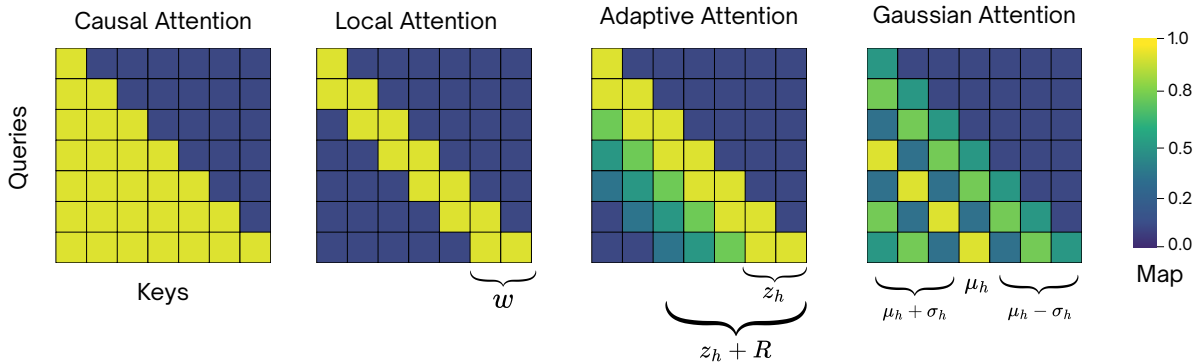 Causal Attention
Local Attention
Adaptive Attention
Gaussian Attention
Queries
Keys
w
z_h
z_h + R
μ_h + σ_h
μ_h
μ_h − σ_h
1.0
0.8
0.5
0.2
0.0
Map